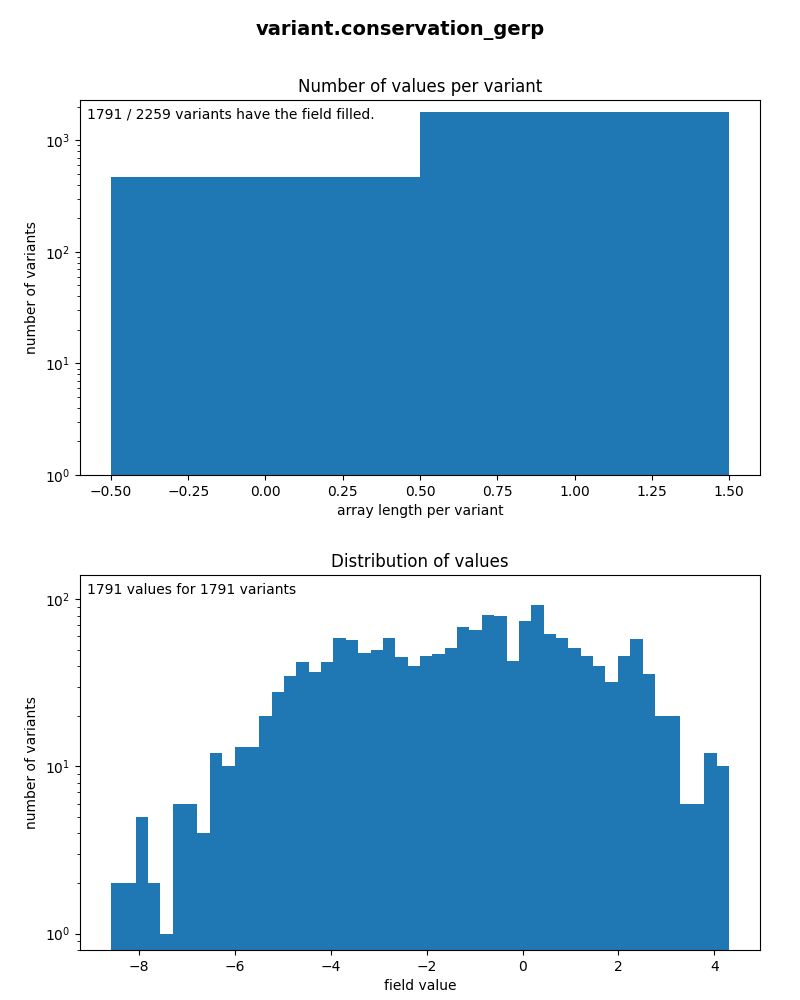 variant.conservation_gerp
Number of values per variant
1791 / 2259 variants have the field filled.
10³
10²
10¹
10⁰
number of variants
−0.50 −0.25 0.00 0.25 0.50 0.75 1.00 1.25 1.50
array length per variant
Distribution of values
1791 values for 1791 variants
10²
10¹
10⁰
number of variants
−8 −6 −4 −2 0 2 4
field value